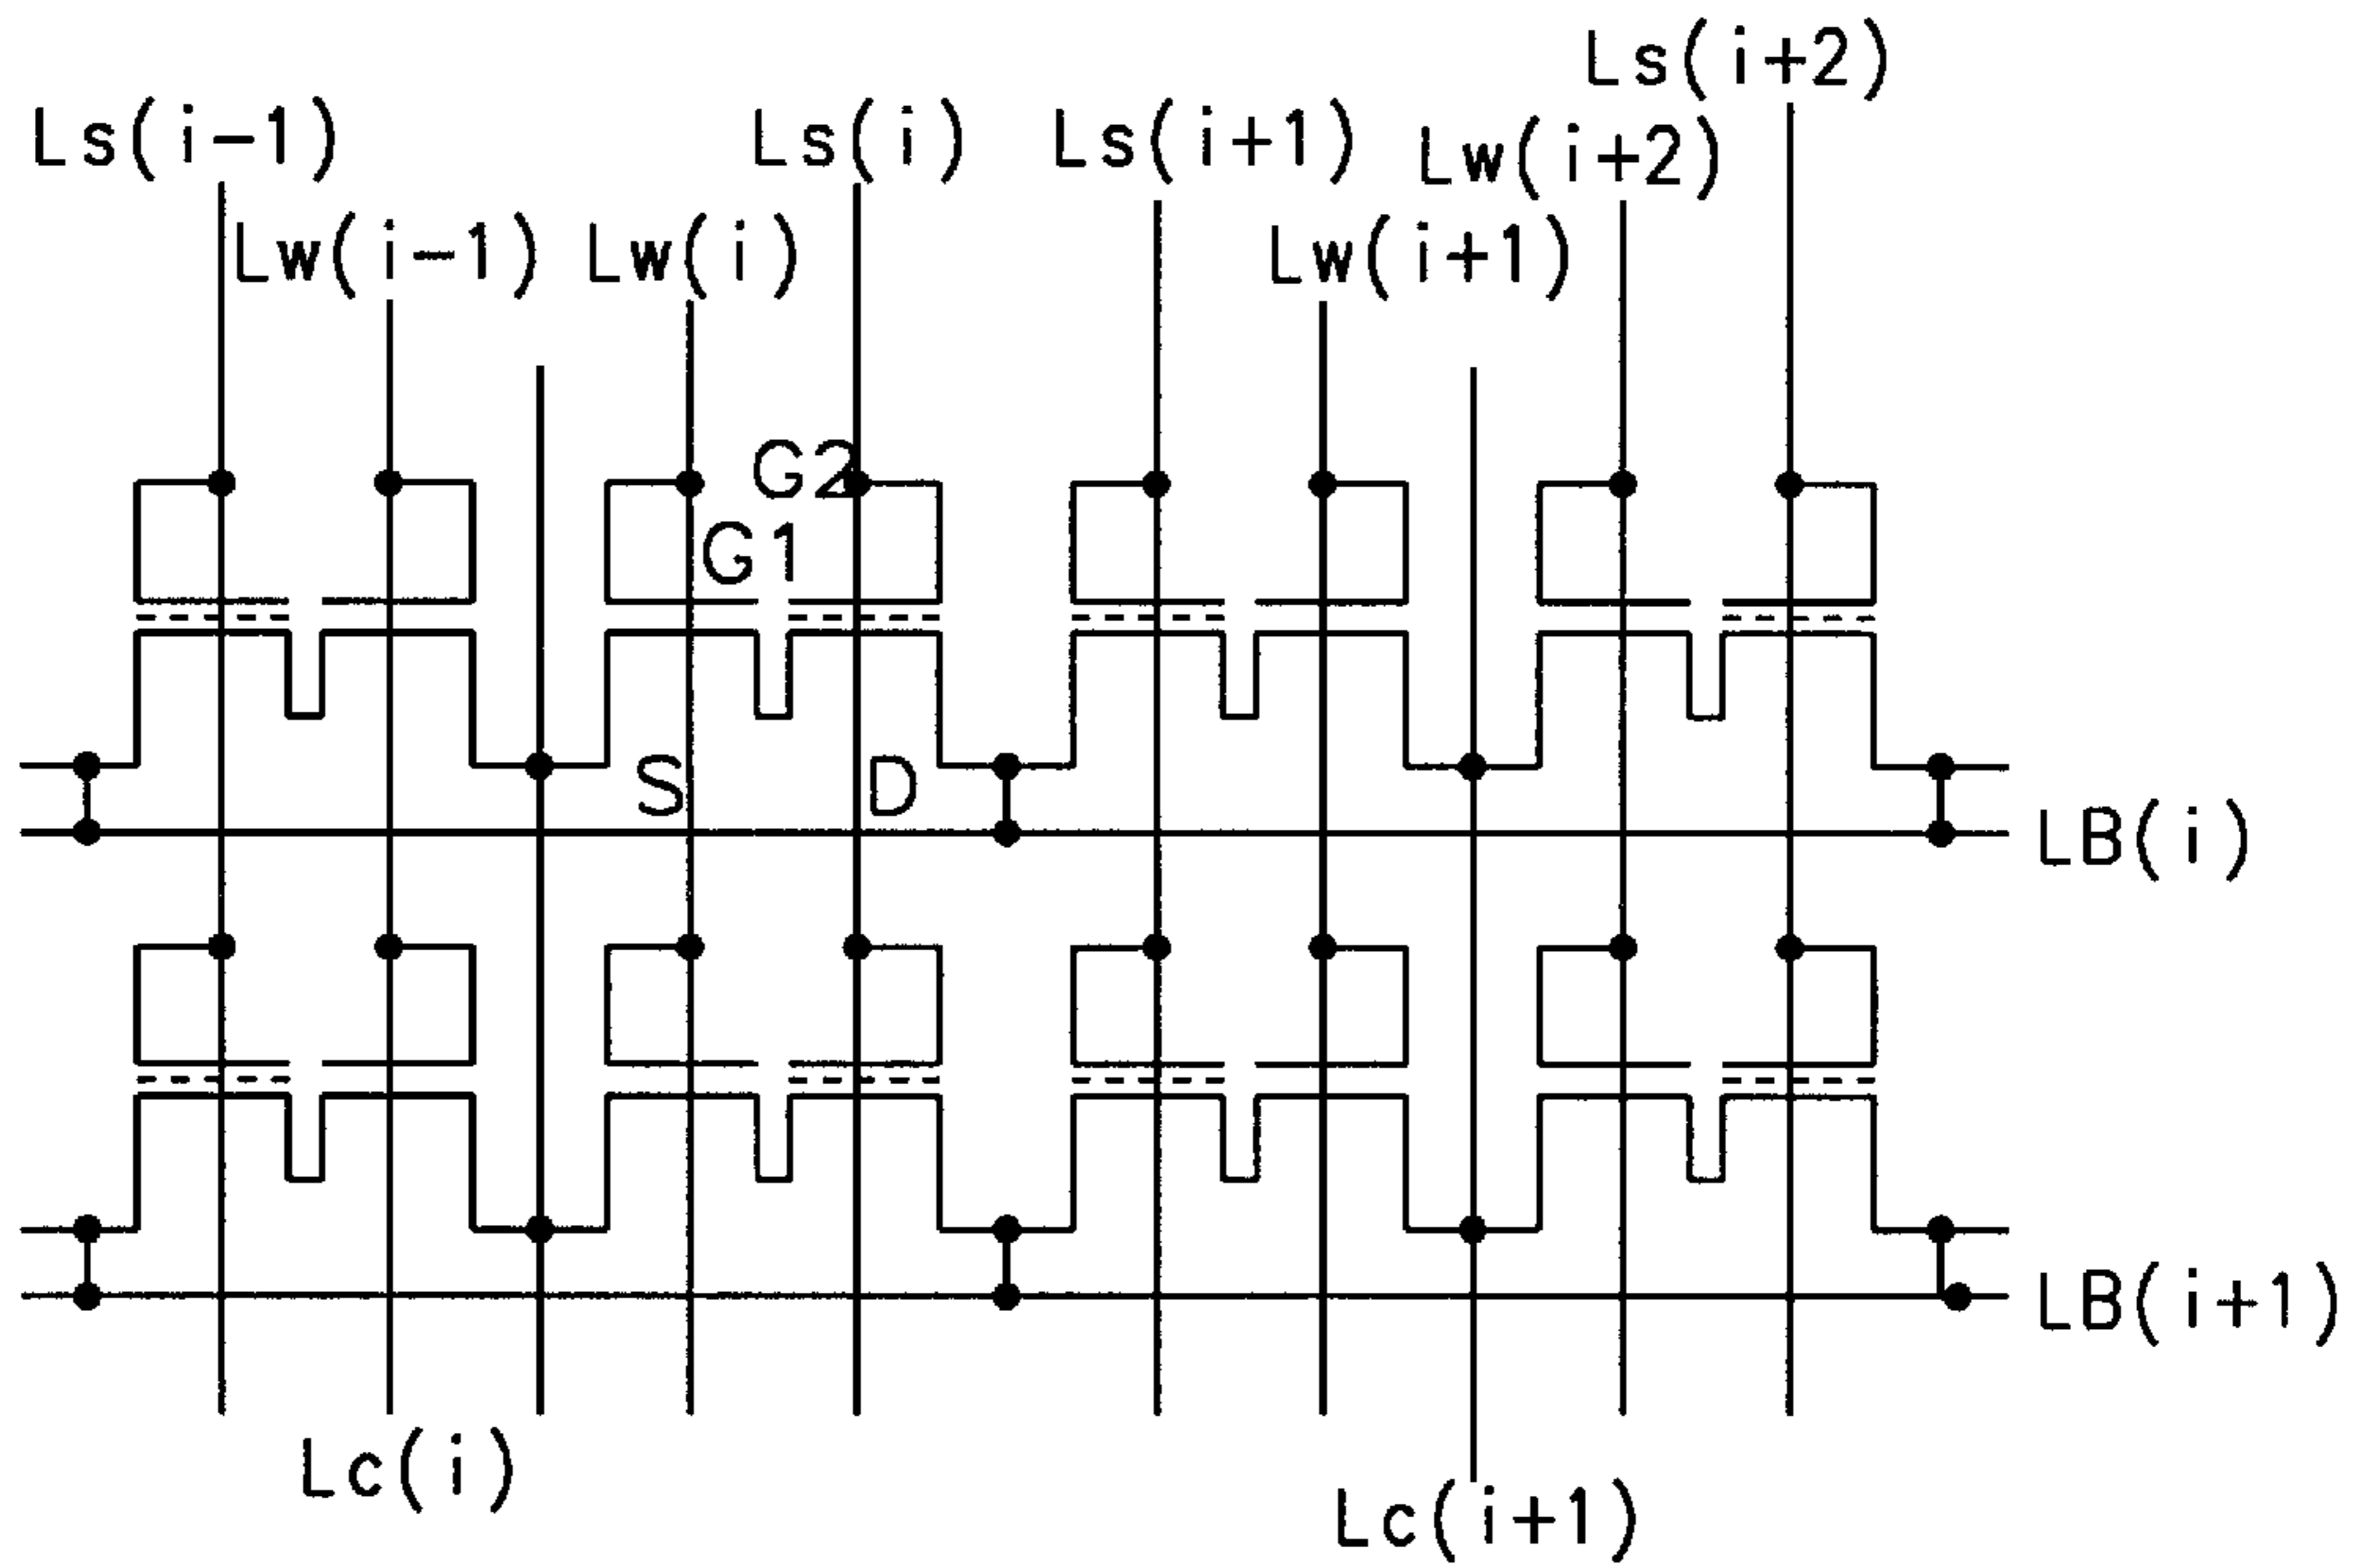 Ls(i+2)
Ls(i-1)
Ls(i)
Ls(i+1)
Lw(i+2)
Lw(i-1)
Lw(i)
Lw(i+1)
G2
G1
S
D
LB(i)
LB(i+1)
Lc(i)
Lc(i+1)